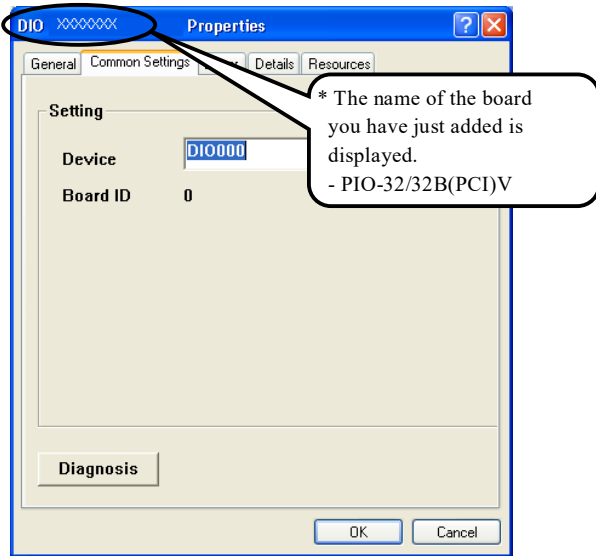 DIO XXXXXXX Properties
General Common Settings Details Resources
* The name of the board
you have just added is
displayed.
- PIO-32/32B(PCI)V
Setting
Device DIO000
Board ID 0
Diagnosis
OK Cancel